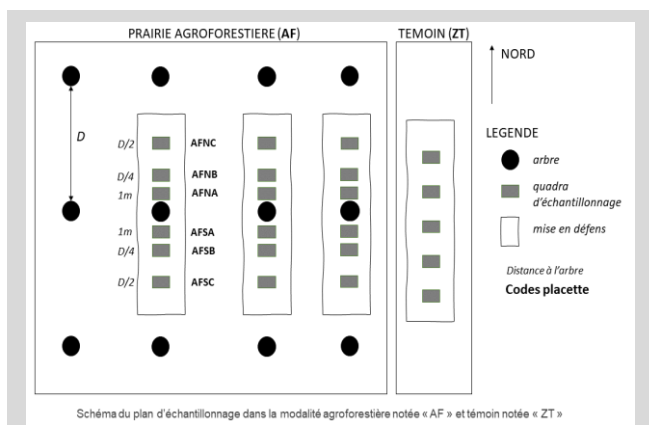 PRAIRIE AGROFORESTIERE (AF)
TEMOIN (ZT)
NORD
D
D/2 AFNC
D/4 AFNB
1m AFNA
1m AFSA
D/4 AFSB
D/2 AFSC
LEGENDE
arbre
quadra
d'échantillonnage
mise en défens
Distance à l'arbre
Codes placette
Schéma du plan d'échantillonnage dans la modalité agroforestière notée « AF » et témoin notée « ZT »